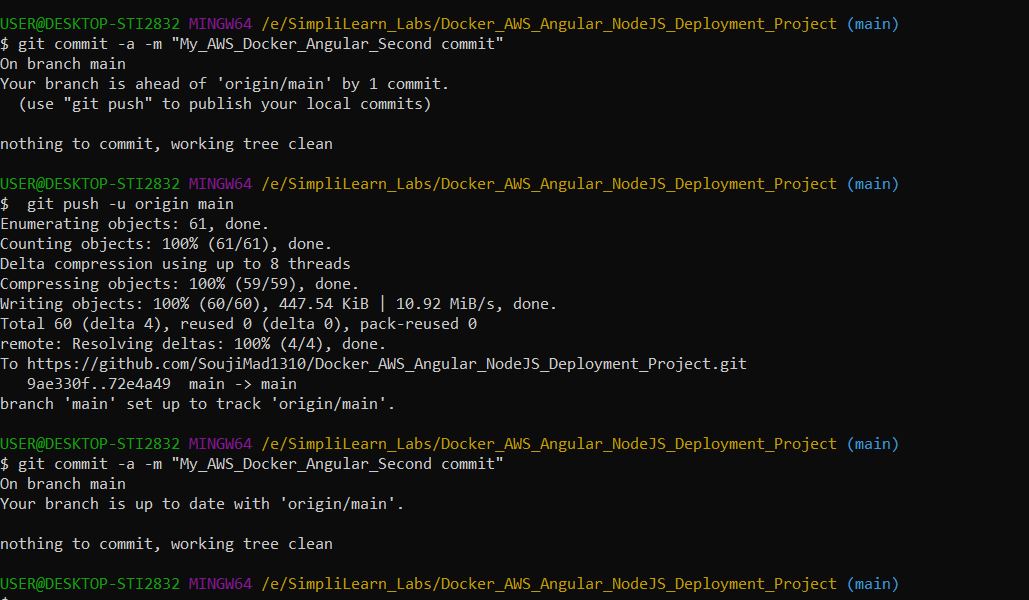 USER@DESKTOP-STI2832 MINGW64 /e/SimpliLearn_Labs/Docker_AWS_Angular_NodeJS_Deployment_Project (main)
$ git commit -a -m "My_AWS_Docker_Angular_Second commit"
On branch main
Your branch is ahead of 'origin/main' by 1 commit.
  (use "git push" to publish your local commits)

nothing to commit, working tree clean

USER@DESKTOP-STI2832 MINGW64 /e/SimpliLearn_Labs/Docker_AWS_Angular_NodeJS_Deployment_Project (main)
$  git push -u origin main
Enumerating objects: 61, done.
Counting objects: 100% (61/61), done.
Delta compression using up to 8 threads
Compressing objects: 100% (59/59), done.
Writing objects: 100% (60/60), 447.54 KiB | 10.92 MiB/s, done.
Total 60 (delta 4), reused 0 (delta 0), pack-reused 0
remote: Resolving deltas: 100% (4/4), done.
To https://github.com/SoujiMad1310/Docker_AWS_Angular_NodeJS_Deployment_Project.git
   9ae330f..72e4a49  main -> main
branch 'main' set up to track 'origin/main'.

USER@DESKTOP-STI2832 MINGW64 /e/SimpliLearn_Labs/Docker_AWS_Angular_NodeJS_Deployment_Project (main)
$ git commit -a -m "My_AWS_Docker_Angular_Second commit"
On branch main
Your branch is up to date with 'origin/main'.

nothing to commit, working tree clean

USER@DESKTOP-STI2832 MINGW64 /e/SimpliLearn_Labs/Docker_AWS_Angular_NodeJS_Deployment_Project (main)